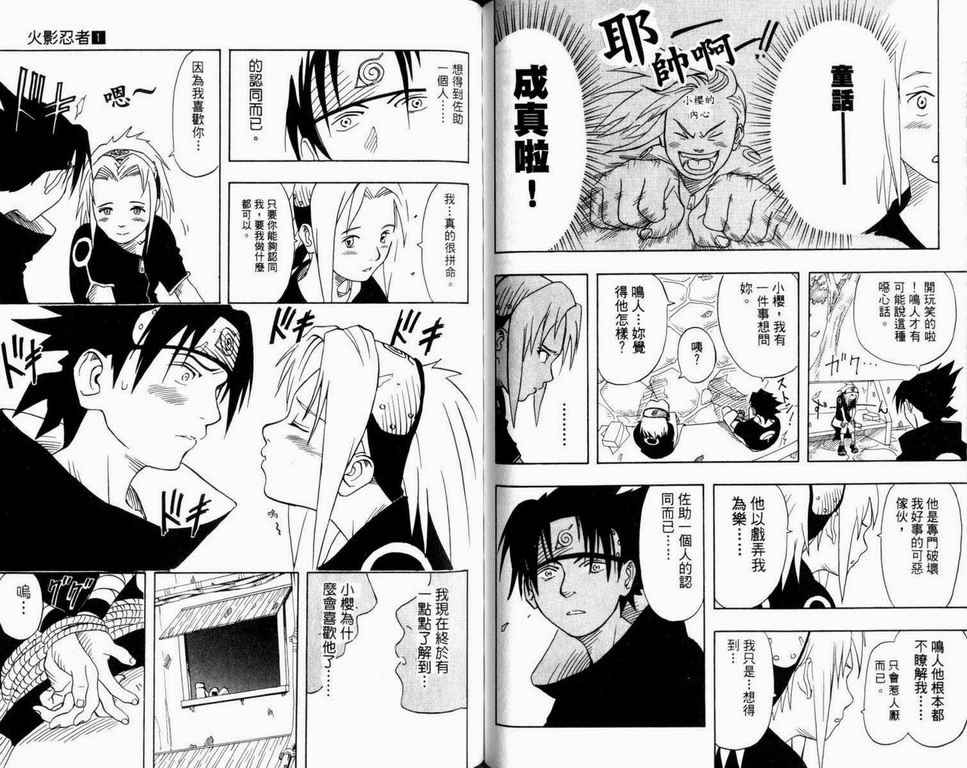 火影忍者1
童話——
耶——
帥啊——!!
小櫻的
內心
成真啦！
開玩笑的啦
！鳴人才有
可能說這種
噁心話。
ガク…
小櫻，我有
一件事想問
妳。
咦？
鳴人…妳覺
得他怎樣？
………
他是專門破壞
我好事的可惡
傢伙，
他以戲弄我
為樂……
佐助一個人的認
同而已……
鳴人他根本都
不瞭解我…
只會惹人厭
而已。
我只是…想得
到…
想得到佐助
一個人……
的認同而已。
因為我喜歡你…
嗯～
我…真的很拼命。
只要你能夠認同
我，要我做什麼
都可以。
ドキ
ドキ
ドキ
我現在終於有
一點點了解到…
小櫻為什
麼會喜歡他了…
嗚…